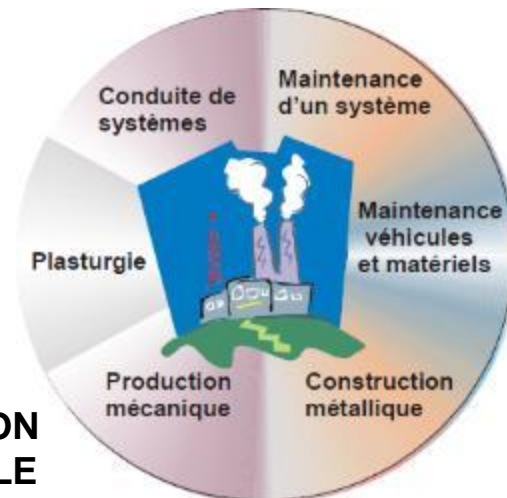 Conduite de
systèmes
Maintenance
d'un système
Plasturgie
Maintenance
véhicules
et matériels
Production
mécanique
Construction
métallique
ON
LE